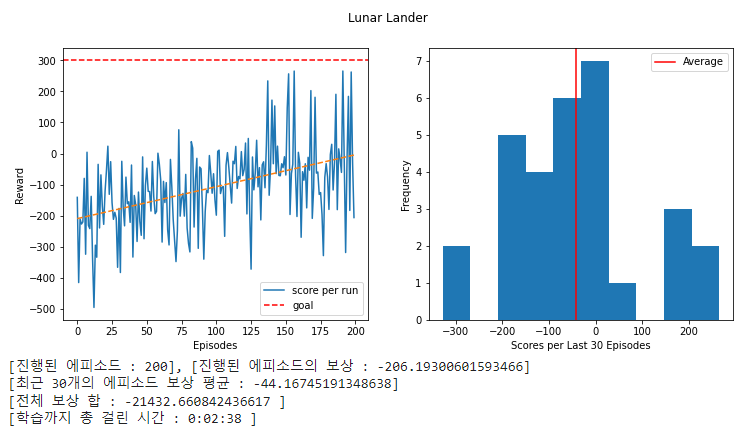 Lunar Lander
300
200
100
0
−100
−200
−300
−400
−500
Reward
score per run
goal
0 25 50 75 100 125 150 175 200
Episodes
7
6
5
4
3
2
1
0
Frequency
Average
−300 −200 −100 0 100 200
Scores per Last 30 Episodes
[진행된 에피소드 : 200], [진행된 에피소드의 보상 : -206.19300601593466]
[최근 30개의 에피소드 보상 평균 : -44.16745191348638]
[전체 보상 합 : -21432.660842436617 ]
[학습까지 총 걸린 시간 : 0:02:38 ]